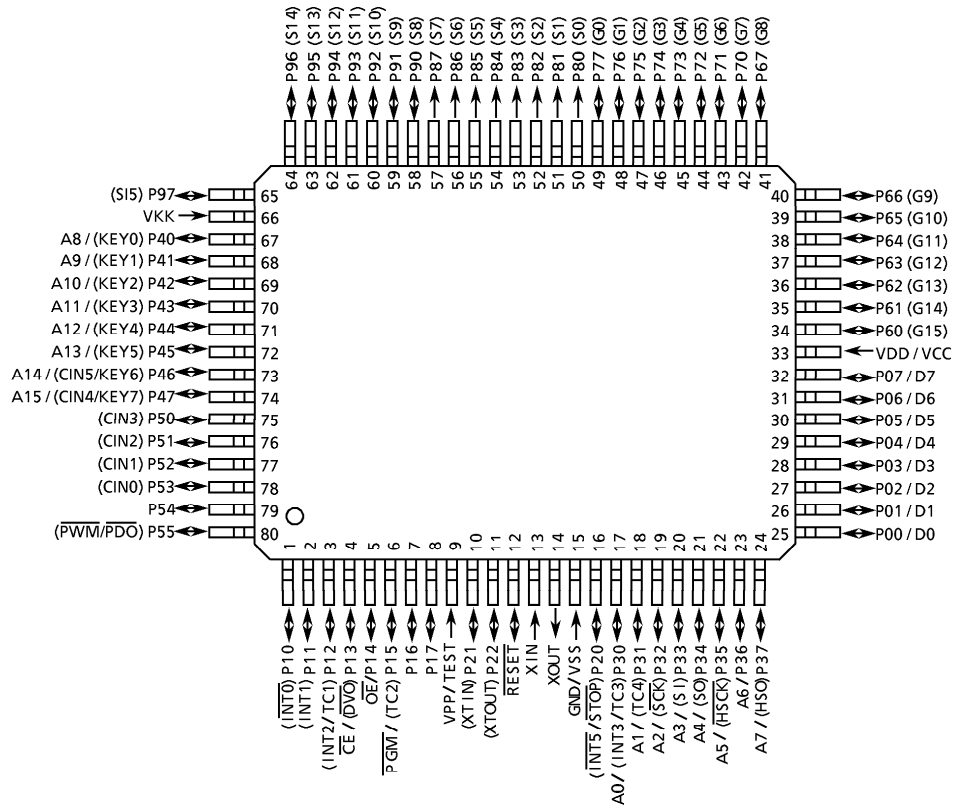 P96 (S14)
P95 (S13)
P94 (S12)
P93 (S11)
P92 (S10)
P91 (S9)
P90 (S8)
P87 (S7)
P86 (S6)
P85 (S5)
P84 (S4)
P83 (S3)
P82 (S2)
P81 (S1)
P80 (S0)
P77 (G0)
P76 (G1)
P75 (G2)
P74 (G3)
P73 (G4)
P72 (G5)
P71 (G6)
P70 (G7)
P67 (G8)
64 63 62 61 60 59 58 57 56 55 54 53 52 51 50 49 48 47 46 45 44 43 42 41
(SI5) P97 65
VKK 66
A8 / (KEY0) P40 67
A9 / (KEY1) P41 68
A10 / (KEY2) P42 69
A11 / (KEY3) P43 70
A12 / (KEY4) P44 71
A13 / (KEY5) P45 72
A14 / (CIN5/KEY6) P46 73
A15 / (CIN4/KEY7) P47 74
(CIN3) P50 75
(CIN2) P51 76
(CIN1) P52 77
(CIN0) P53 78
P54 79
(PWM/PDO) P55 80
40 P66 (G9)
39 P65 (G10)
38 P64 (G11)
37 P63 (G12)
36 P62 (G13)
35 P61 (G14)
34 P60 (G15)
33 VDD / VCC
32 P07 / D7
31 P06 / D6
30 P05 / D5
29 P04 / D4
28 P03 / D3
27 P02 / D2
26 P01 / D1
25 P00 / D0
1 2 3 4 5 6 7 8 9 10 11 12 13 14 15 16 17 18 19 20 21 22 23 24
(INT0) P10
(INT1) P11
(INT2/TC1) P12
CE / (DVO) P13
OE/ P14
PGM / (TC2) P15
P16
P17
VPP / TEST
(XTIN) P21
(XTOUT) P22
RESET
XIN
XOUT
GND / VSS
(INT5/STOP) P20
A0 / (INT3/TC3) P30
A1 / (TC4) P31
A2 / (SCK) P32
A3 / (SI) P33
A4 / (SO) P34
A5 / (HSCK) P35
A6 / P36
A7 / (HSO) P37